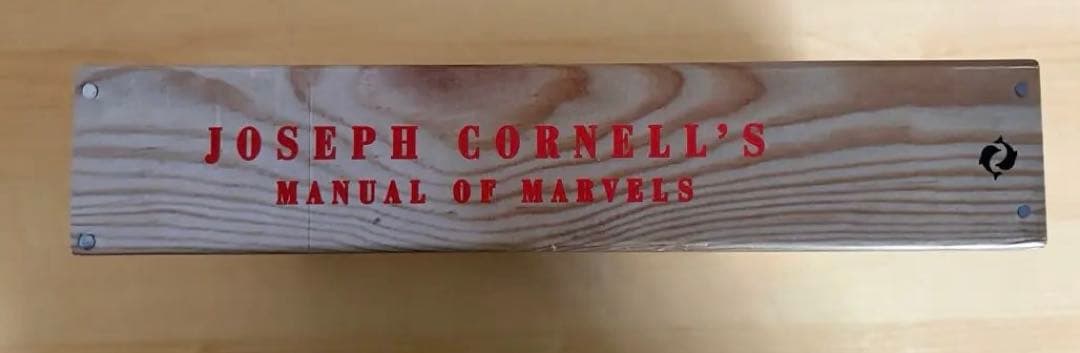 JOSEPH CORNELL'S
MANUAL OF MARVELS